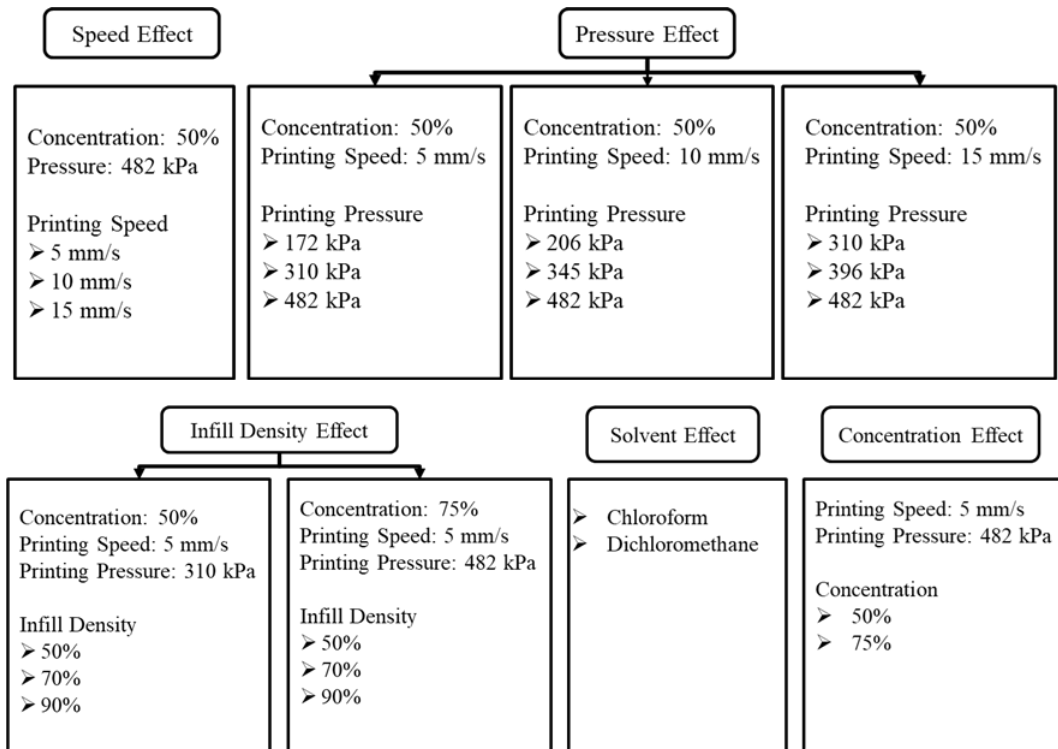 Speed Effect
Pressure Effect
Concentration: 50%
Pressure: 482 kPa
Printing Speed
➢ 5 mm/s
➢ 10 mm/s
➢ 15 mm/s
Concentration: 50%
Printing Speed: 5 mm/s
Printing Pressure
➢ 172 kPa
➢ 310 kPa
➢ 482 kPa
Concentration: 50%
Printing Speed: 10 mm/s
Printing Pressure
➢ 206 kPa
➢ 345 kPa
➢ 482 kPa
Concentration: 50%
Printing Speed: 15 mm/s
Printing Pressure
➢ 310 kPa
➢ 396 kPa
➢ 482 kPa
Infill Density Effect
Solvent Effect
Concentration Effect
Concentration: 50%
Printing Speed: 5 mm/s
Printing Pressure: 310 kPa
Infill Density
➢ 50%
➢ 70%
➢ 90%
Concentration: 75%
Printing Speed: 5 mm/s
Printing Pressure: 482 kPa
Infill Density
➢ 50%
➢ 70%
➢ 90%
➢ Chloroform
➢ Dichloromethane
Printing Speed: 5 mm/s
Printing Pressure: 482 kPa
Concentration
➢ 50%
➢ 75%